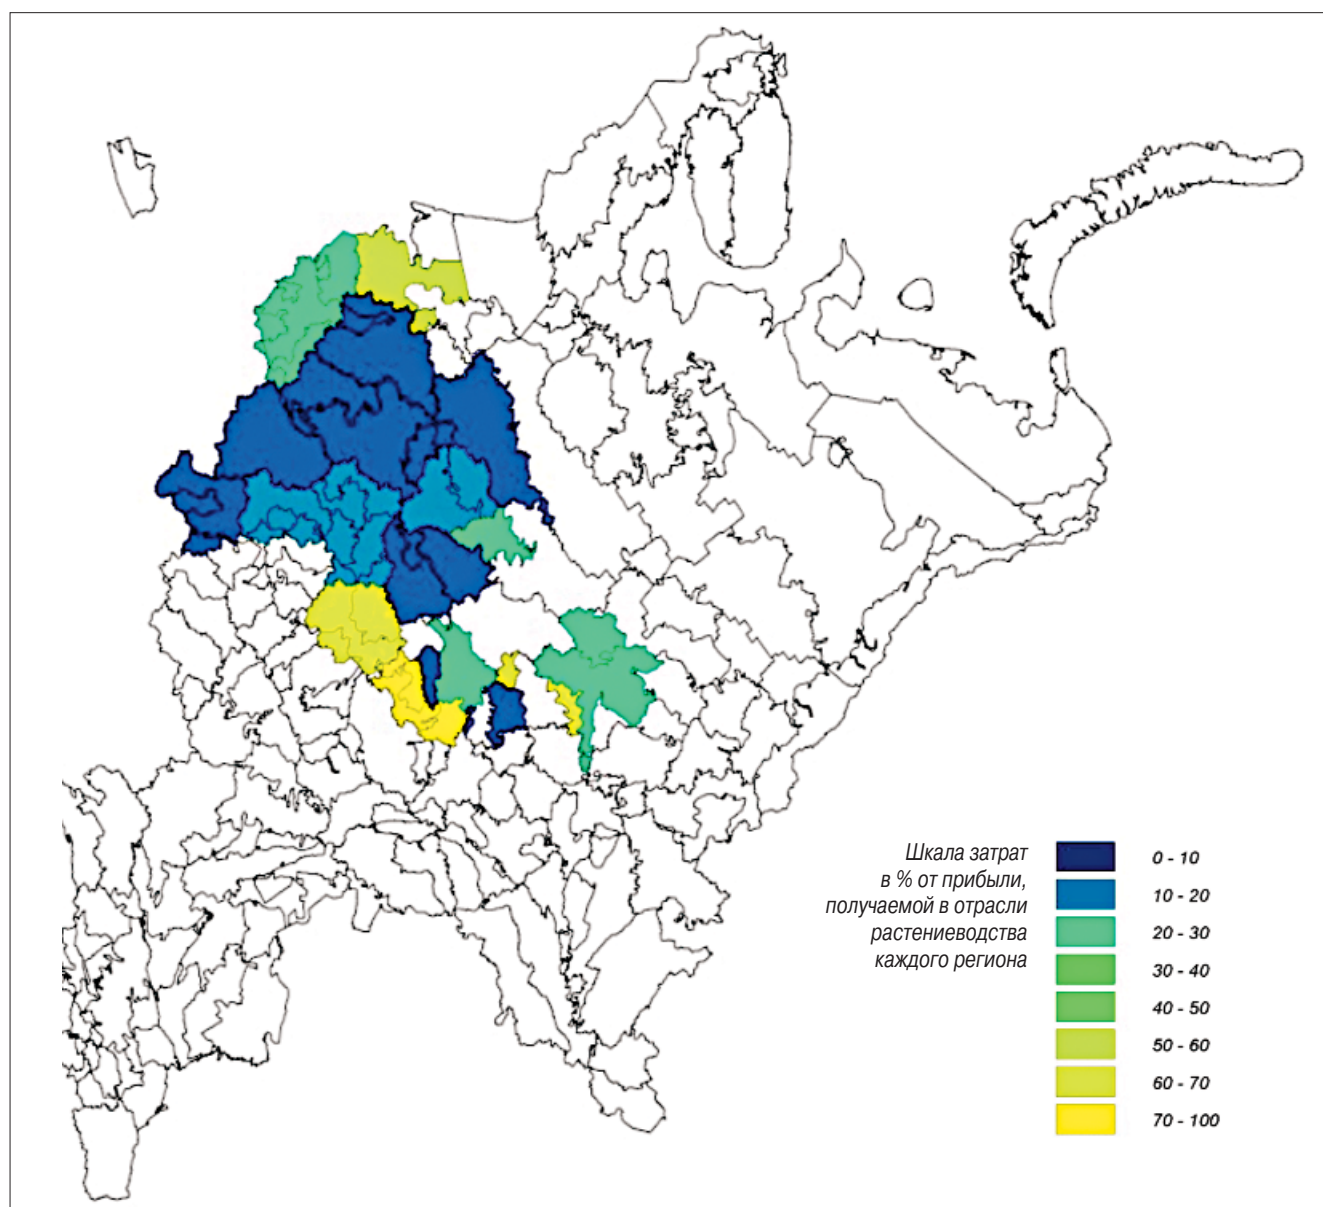 Шкала затрат
в % от прибыли,
получаемой в отрасли
растениеводства
каждого региона
0 - 10
10 - 20
20 - 30
30 - 40
40 - 50
50 - 60
60 - 70
70 - 100